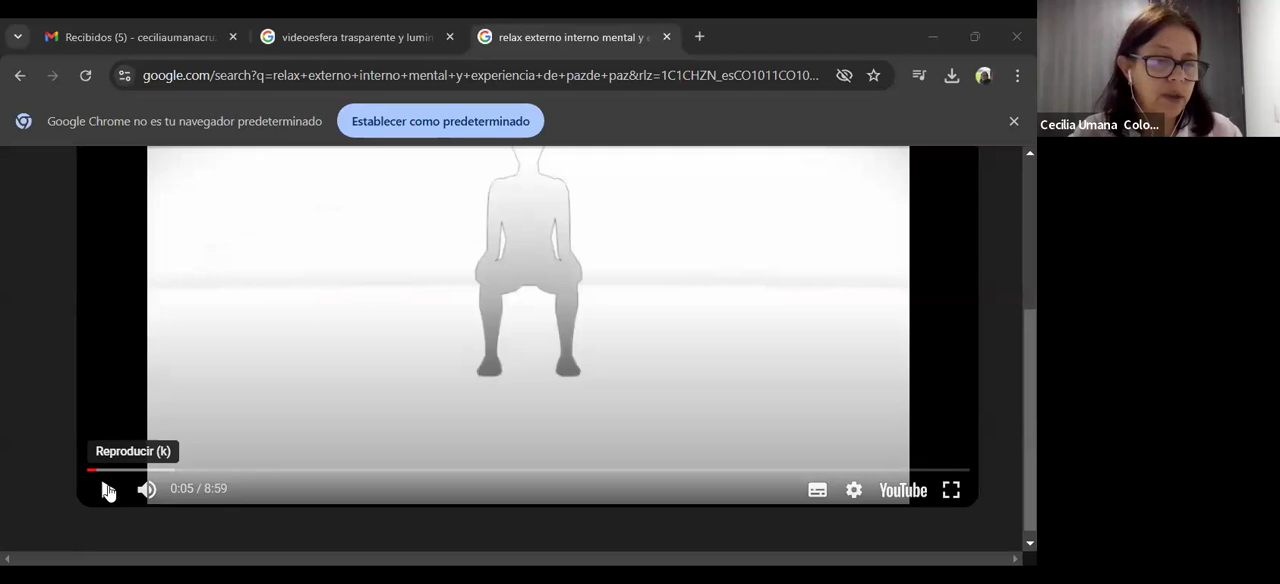 Recibidos (5) - ceciliaumanacru
videoesfera trasparente y lumin
relax externo interno mental y e
google.com/search?q=relax+externo+interno+mental+y+experiencia+de+pazde+paz&rlz=1C1CHZN_esCO1011CO10...
Google Chrome no es tu navegador predeterminado
Establecer como predeterminado
Cecilia Umana Colo...
Reproducir (k)
0:05 / 8:59
YouTube